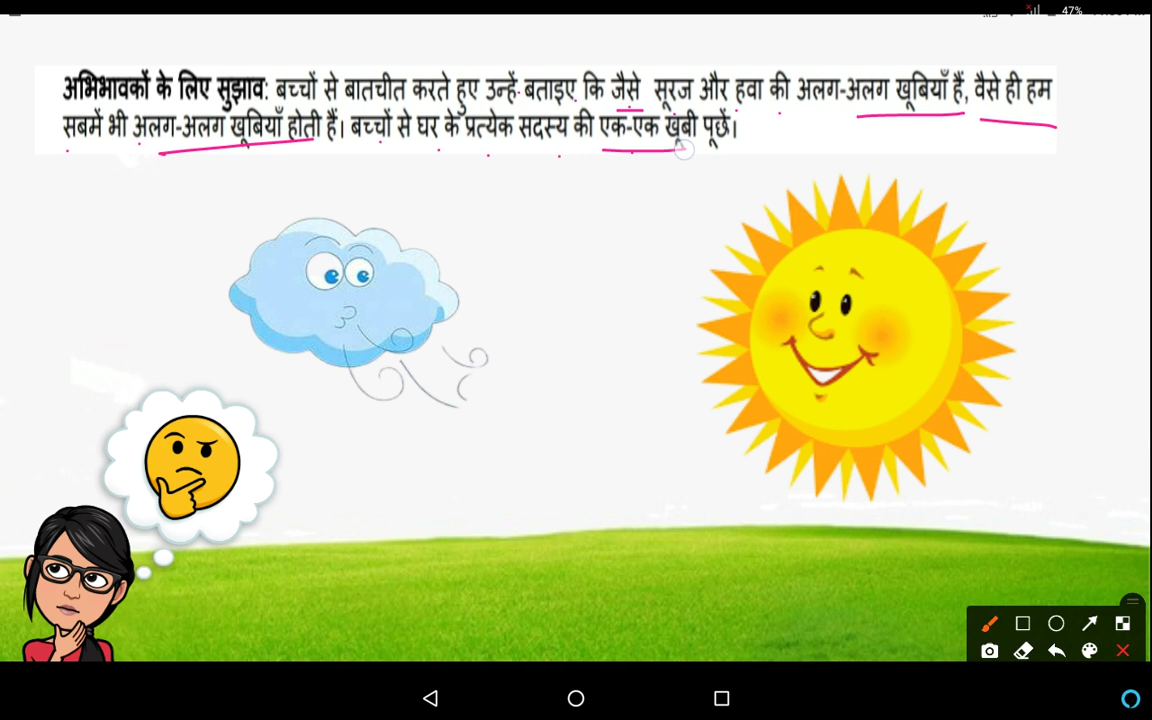 47%
अभिभावकों के लिए सुझाव: बच्चों से बातचीत करते हुए उन्हें बताइए कि जैसे सूरज और हवा की अलग-अलग खूबियाँ हैं, वैसे ही हम
सबमें भी अलग-अलग खूबियाँ होती हैं। बच्चों से घर के प्रत्येक सदस्य की एक-एक खूबी पूछें।